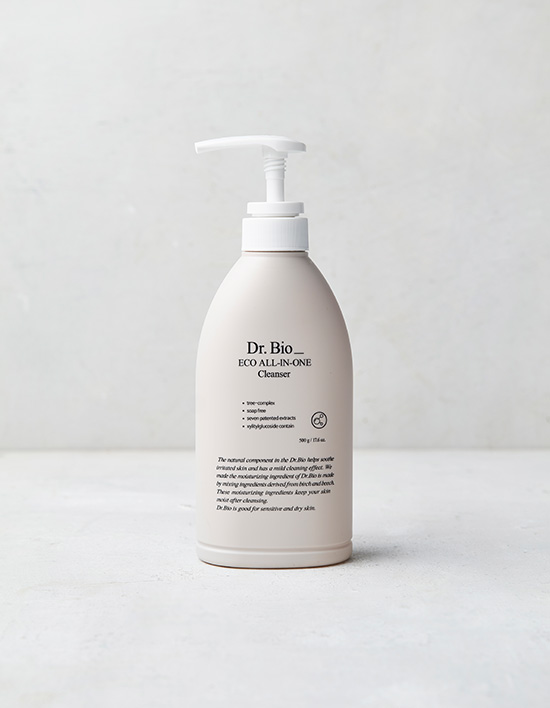 Dr. Bio_
ECO ALL-IN-ONE
Cleanser
• tree-complex
• soap free
• seven patented extracts
• xylitylglucoside contain
500 g / 17.6 oz.
The natural component in the Dr.Bio helps soothe
irritated skin and has a mild cleaning effect. We
made the moisturizing ingredient of Dr.Bio is made
by mixing ingredients derived from birch and beech.
These moisturizing ingredients keep your skin
moist after cleansing.
Dr.Bio is good for sensitive and dry skin.